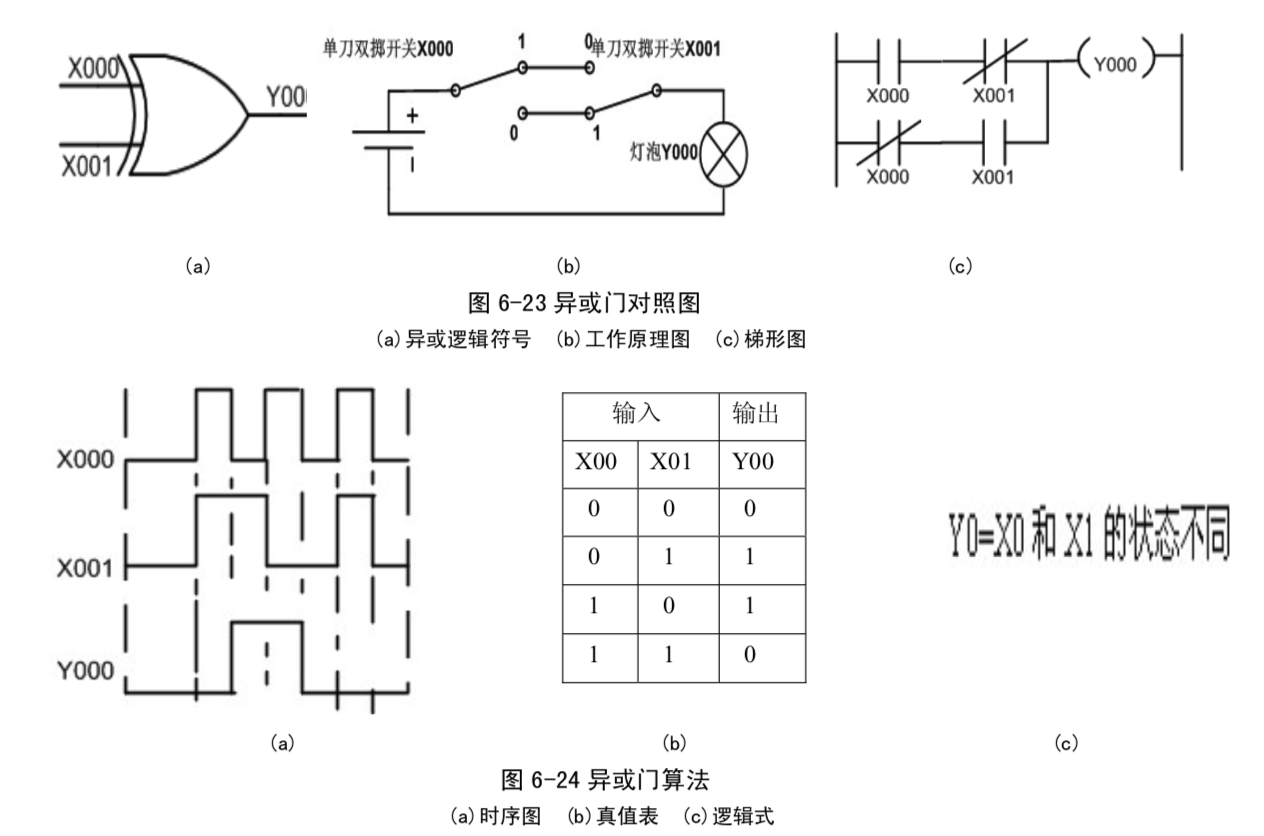 X000
X001
Y00
单刀双掷开关X000
1
0
单刀双掷开关X001
+
0
1
灯泡Y000
X000
X001
Y000
X000
X001
(a)
(b)
(c)
图 6-23 异或门对照图
(a)异或逻辑符号 (b)工作原理图 (c)梯形图
X000
X001
Y000
输入 输出
X00 X01 Y00
0 0 0
0 1 1
1 0 1
1 1 0
Y0=X0 和 X1 的状态不同
(a)
(b)
(c)
图 6-24 异或门算法
(a)时序图 (b)真值表 (c)逻辑式